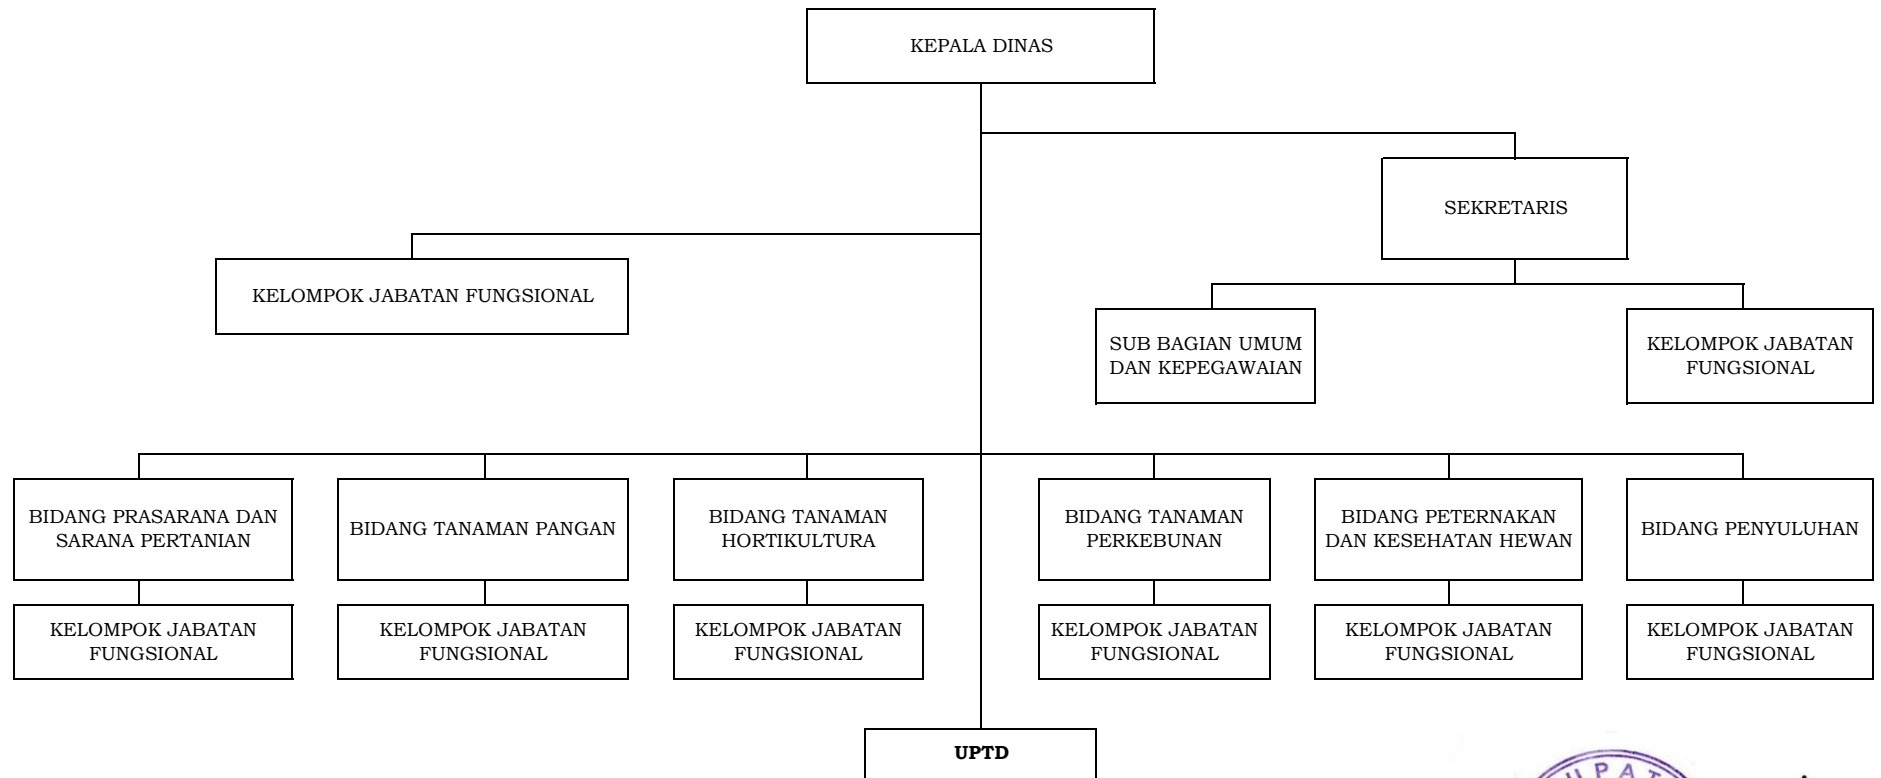 KEPALA DINAS
SEKRETARIS
KELOMPOK JABATAN FUNGSIONAL
SUB BAGIAN UMUM
DAN KEPEGAWAIAN
KELOMPOK JABATAN
FUNGSIONAL
BIDANG PRASARANA DAN
SARANA PERTANIAN
BIDANG TANAMAN PANGAN
BIDANG TANAMAN
HORTIKULTURA
BIDANG TANAMAN
PERKEBUNAN
BIDANG PETERNAKAN
DAN KESEHATAN HEWAN
BIDANG PENYULUHAN
KELOMPOK JABATAN
FUNGSIONAL
KELOMPOK JABATAN
FUNGSIONAL
KELOMPOK JABATAN
FUNGSIONAL
KELOMPOK JABATAN
FUNGSIONAL
KELOMPOK JABATAN
FUNGSIONAL
KELOMPOK JABATAN
FUNGSIONAL
UPTD